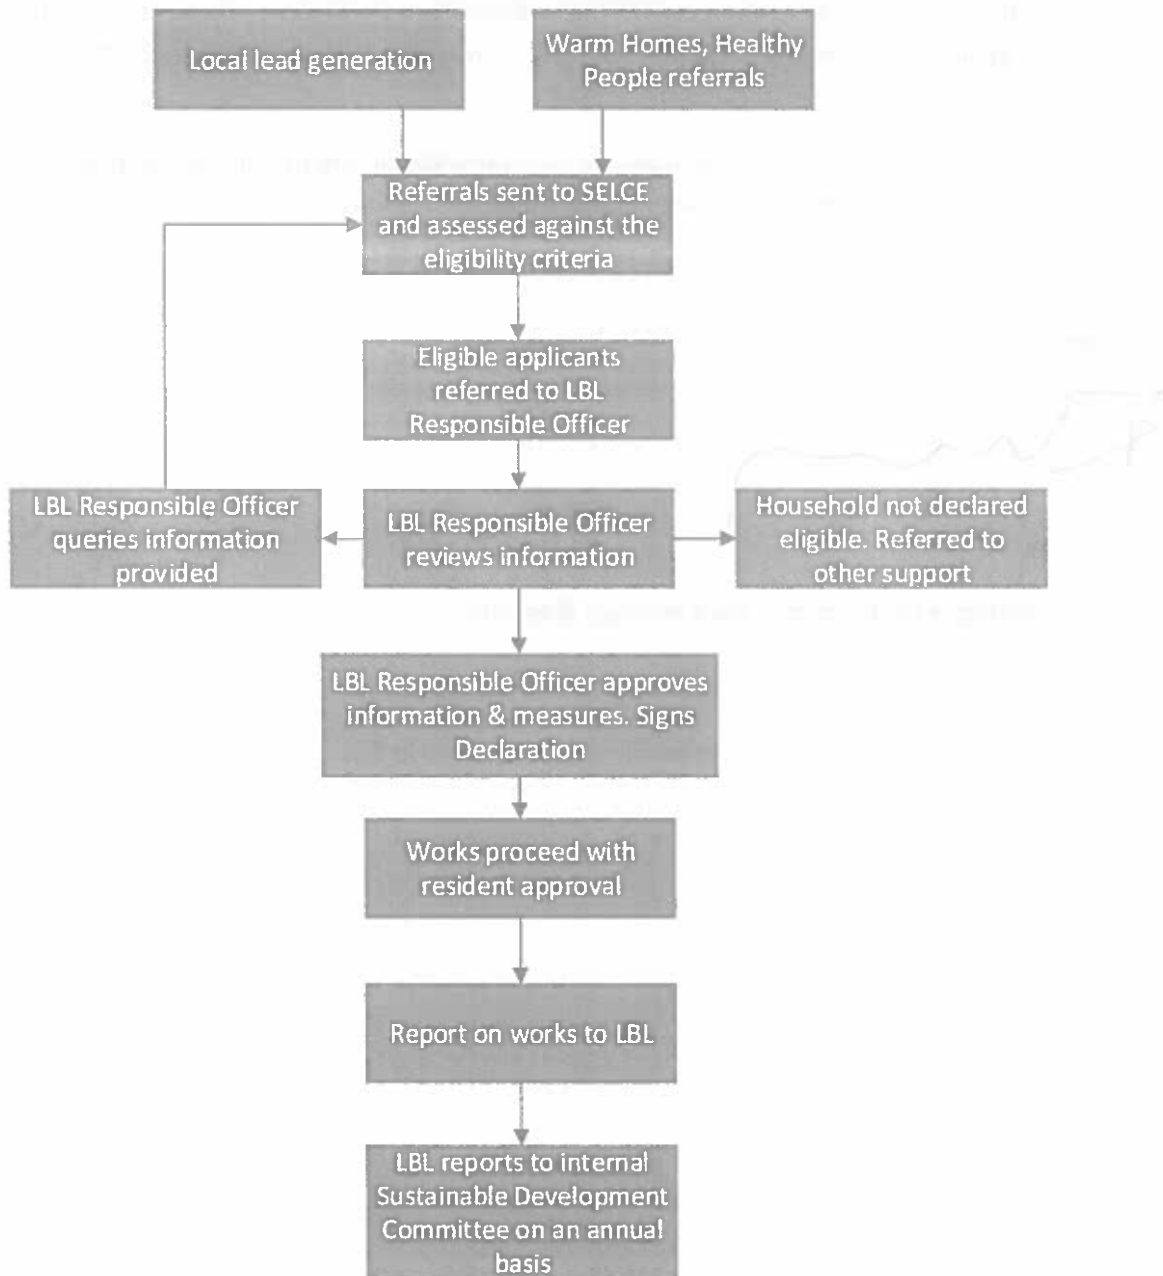 Local lead generation
Warm Homes, Healthy
People referrals
Referrals sent to SELCE
and assessed against the
eligibility criteria
Eligible applicants
referred to LBL
Responsible Officer
LBL Responsible Officer
queries information
provided
LBL Responsible Officer
reviews information
Household not declared
eligible. Referred to
other support
LBL Responsible Officer approves
information & measures. Signs
Declaration
Works proceed with
resident approval
Report on works to LBL
LBL reports to internal
Sustainable Development
Committee on an annual
basis